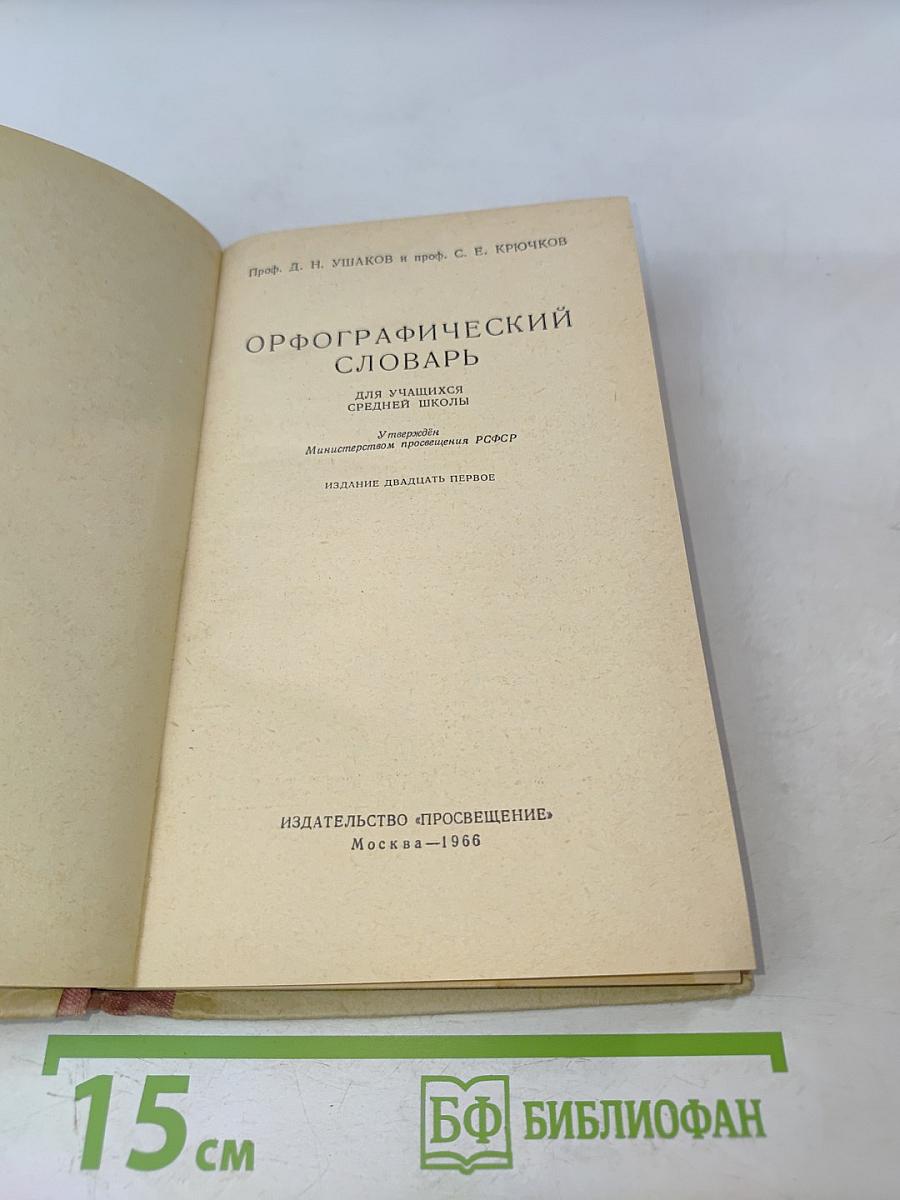 Проф. Д. Н. УШАКОВ и проф. С. Е. КРЮЧКОВ
ОРФОГРАФИЧЕСКИЙ
СЛОВАРЬ
ДЛЯ УЧАЩИХСЯ
СРЕДНЕЙ ШКОЛЫ
Утверждён
Министерством просвещения РСФСР
ИЗДАНИЕ ДВАДЦАТЬ ПЕРВОЕ
ИЗДАТЕЛЬСТВО «ПРОСВЕЩЕНИЕ»
Москва—1966
15 см
БФ БИБЛИОФАН